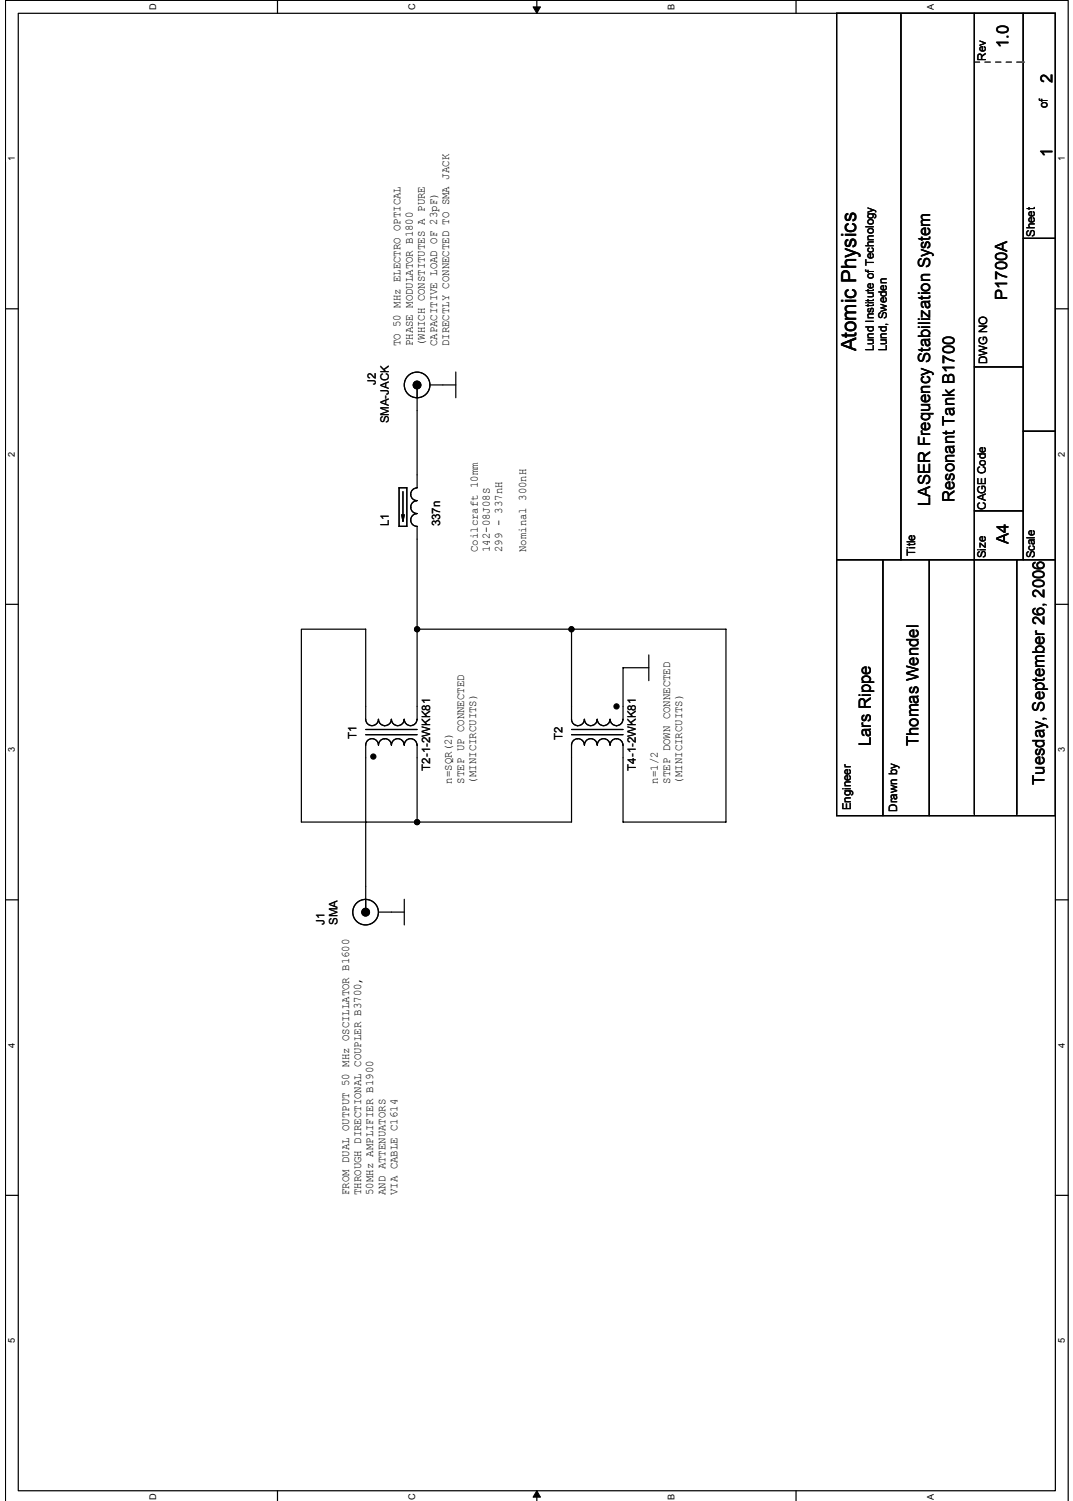 5
4
3
2
1
D
C
B
A
D
C
B
A
5
4
3
2
1
FROM DUAL OUTPUT 50 MHz OSCILLATOR B1600
THROUGH DIRECTIONAL COUPLER B3700,
50MHz AMPLIFIER B1900
AND ATTENUATORS
VIA CABLE C1614
J1
SMA
T1
T2-1-2WKK81
n=SQR(2)
STEP UP CONNECTED
(MINICIRCUITS)
T2
T4-1-2WKK81
n=1/2
STEP DOWN CONNECTED
(MINICIRCUITS)
L1
337n
Coilcraft 10mm
142-08J08S
299 - 337nH
Nominal 300nH
J2
SMA-JACK
TO 50 MHz ELECTRO OPTICAL
PHASE MODULATOR B1800
(WHICH CONSTITUTES A PURE
CAPACITIVE LOAD OF 23pF)
DIRECTLY CONNECTED TO SMA JACK
Engineer
Lars Rippe
Drawn by
Thomas Wendel
Tuesday, September 26, 2006
Atomic Physics
Lund Institute of Technology
Lund, Sweden
Title
LASER Frequency Stabilization System
Resonant Tank B1700
Size
A4
CAGE Code
DWG NO
P1700A
Rev
1.0
Scale
Sheet
1 of 2